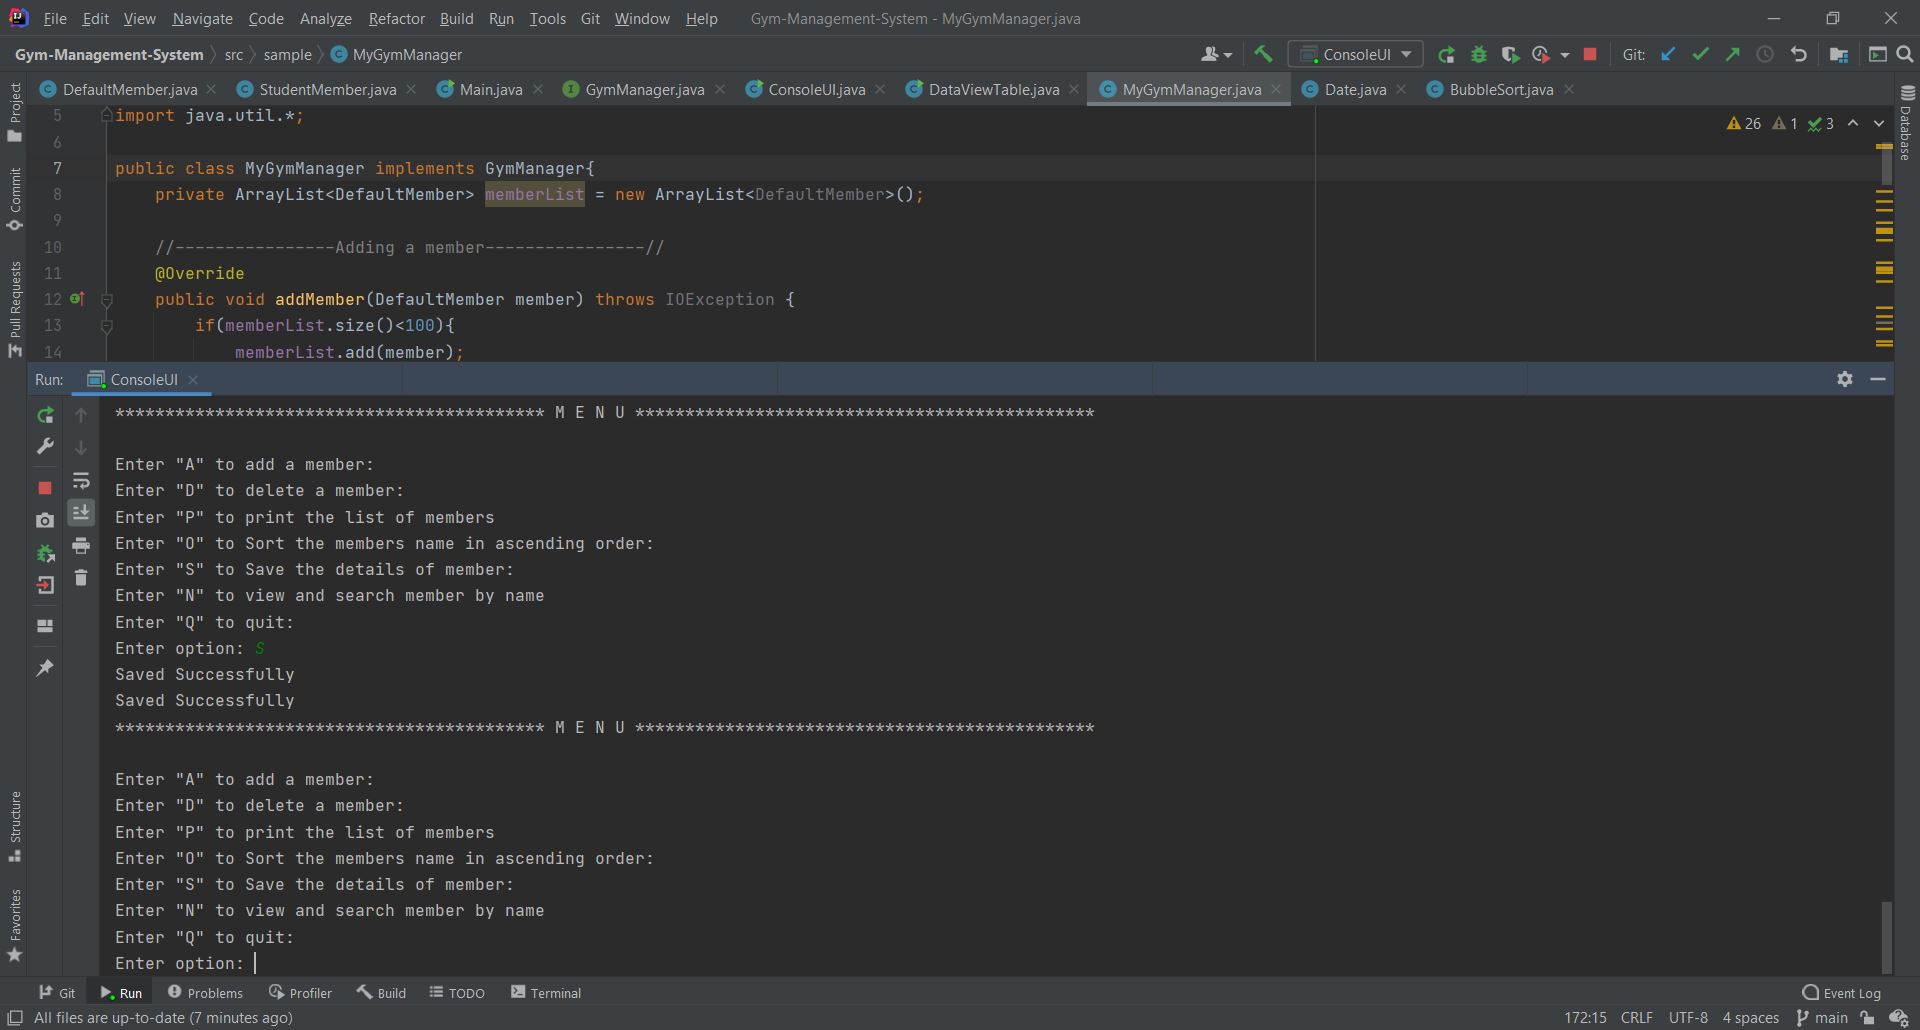 File Edit View Navigate Code Analyze Refactor Build Run Tools Git Window Help Gym-Management-System - MyGymManager.java
Gym-Management-System src sample MyGymManager ConsoleUI Git:
DefaultMember.java StudentMember.java Main.java GymManager.java ConsoleUI.java DataViewTable.java MyGymManager.java Date.java BubbleSort.java
Project
Commit
Pull Requests
Structure
Favorites
Database
26 1 3
5 import java.util.*;
6
7 public class MyGymManager implements GymManager{
8 private ArrayList<DefaultMember> memberList = new ArrayList<DefaultMember>();
9
10 //----------------Adding a member----------------//
11 @Override
12 public void addMember(DefaultMember member) throws IOException {
13 if(memberList.size()<100){
14 memberList.add(member);
Run: ConsoleUI
******************************************* M E N U **********************************************
Enter "A" to add a member:
Enter "D" to delete a member:
Enter "P" to print the list of members
Enter "O" to Sort the members name in ascending order:
Enter "S" to Save the details of member:
Enter "N" to view and search member by name
Enter "Q" to quit:
Enter option: S
Saved Successfully
Saved Successfully
******************************************* M E N U **********************************************
Enter "A" to add a member:
Enter "D" to delete a member:
Enter "P" to print the list of members
Enter "O" to Sort the members name in ascending order:
Enter "S" to Save the details of member:
Enter "N" to view and search member by name
Enter "Q" to quit:
Enter option:
Git Run Problems Profiler Build TODO Terminal Event Log
All files are up-to-date (7 minutes ago) 172:15 CRLF UTF-8 4 spaces main